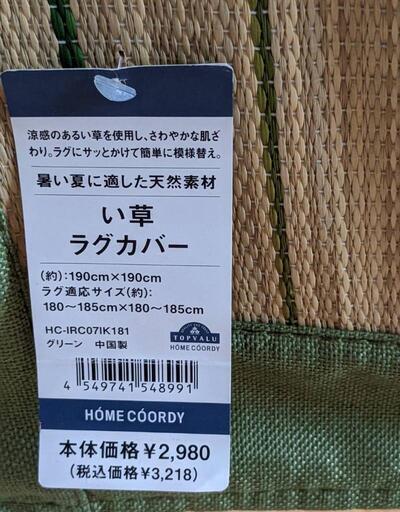 涼感のあるい草を使用し、さわやかな肌ざ
わり。ラグにサッとかけて簡単に模様替え。
暑い夏に適した天然素材
い草
ラグカバー
(約):190cm×190cm
ラグ適応サイズ(約):
180〜185cm×180〜185cm
HC-IRC07IK181
グリーン 中国製
TOPVALU
HÓME CÓORDY
4 549741 548991
HÓME CÓORDY
本体価格¥2,980
(税込価格¥3,218)